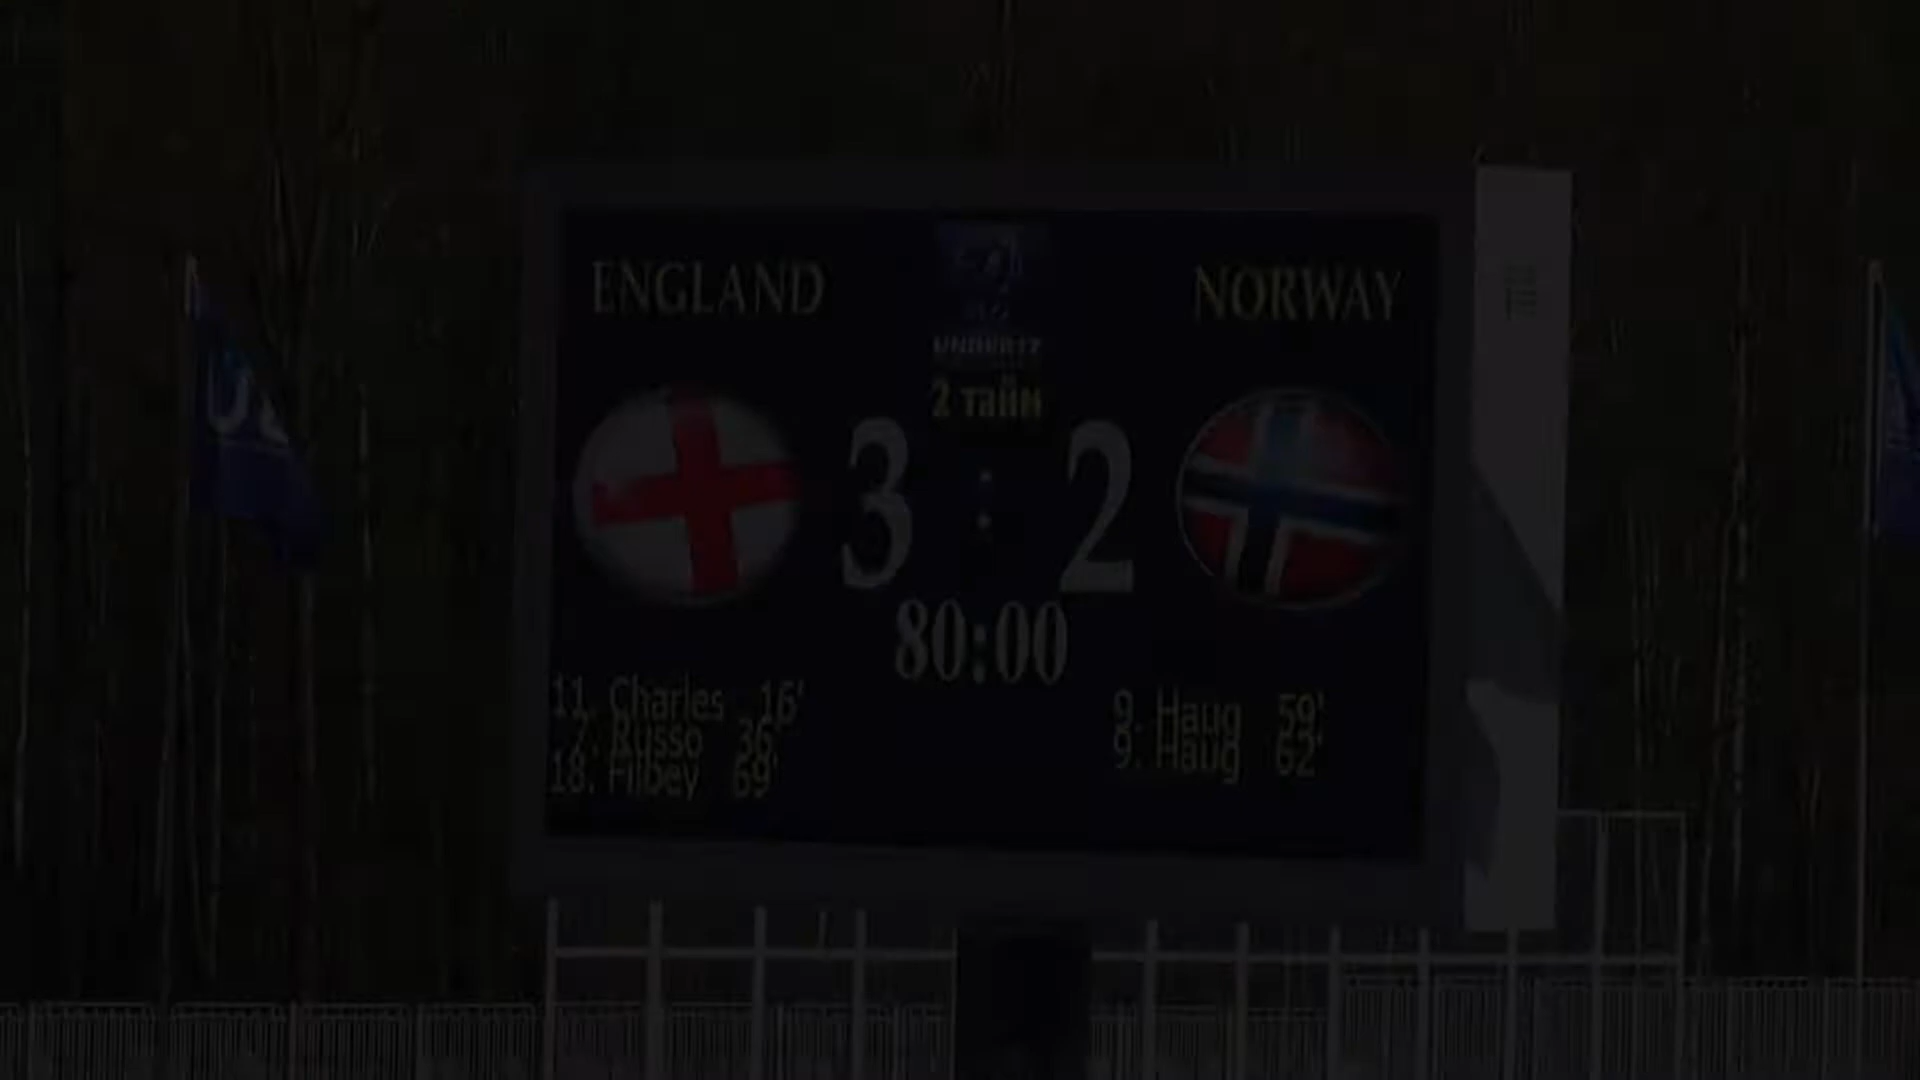 ENGLAND
NORWAY
UNDER17
2 тайм
3 : 2
80:00
11. Charles 16'
7. Russo 36'
18. Filbey 69'
9. Haug 59'
9. Haug 62'